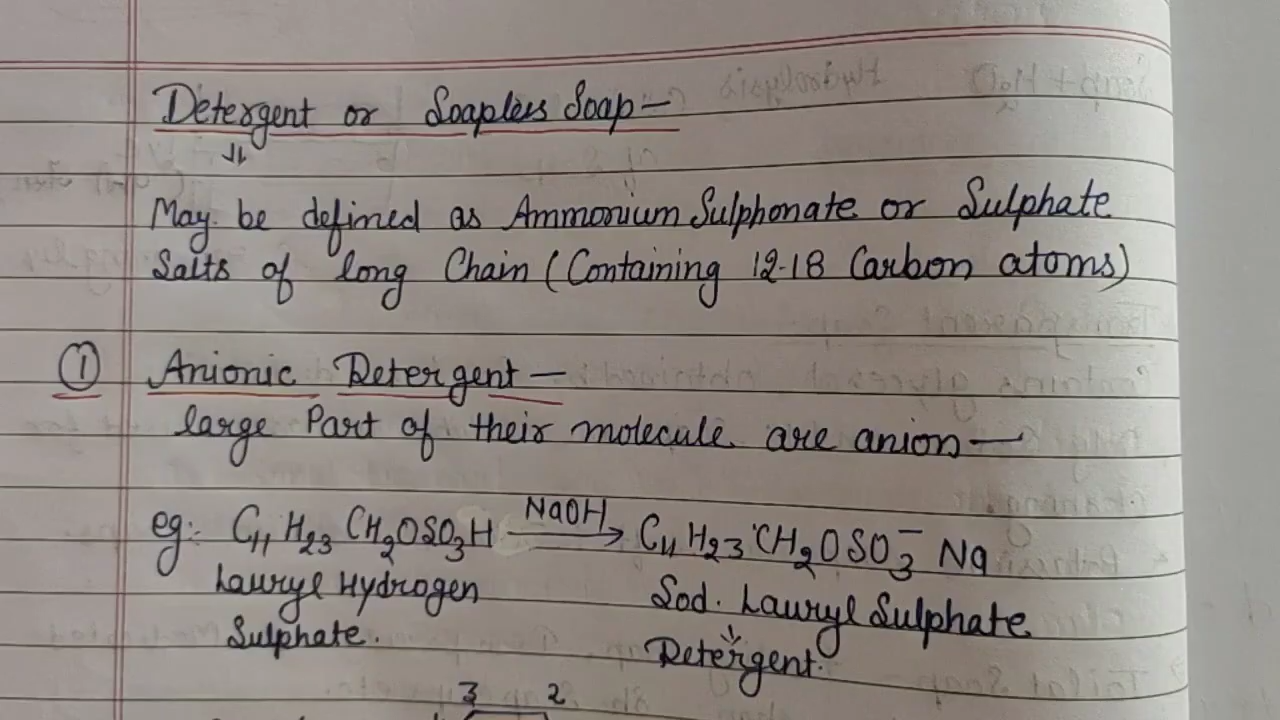 Detergent or Soapless Soap —
⇓
May be defined as Ammonium Sulphonate or Sulphate
Salts of long Chain (Containing 12-18 Carbon atoms)
① Anionic Detergent —
large Part of their molecule are anion —
eg:- C₁₁H₂₃CH₂OSO₃H NaOH→ C₁₁H₂₃CH₂OSO₃⁻ Na
Lauryl Hydrogen Sod. Lauryl Sulphate
Sulphate. ↓
Detergent.
3 2